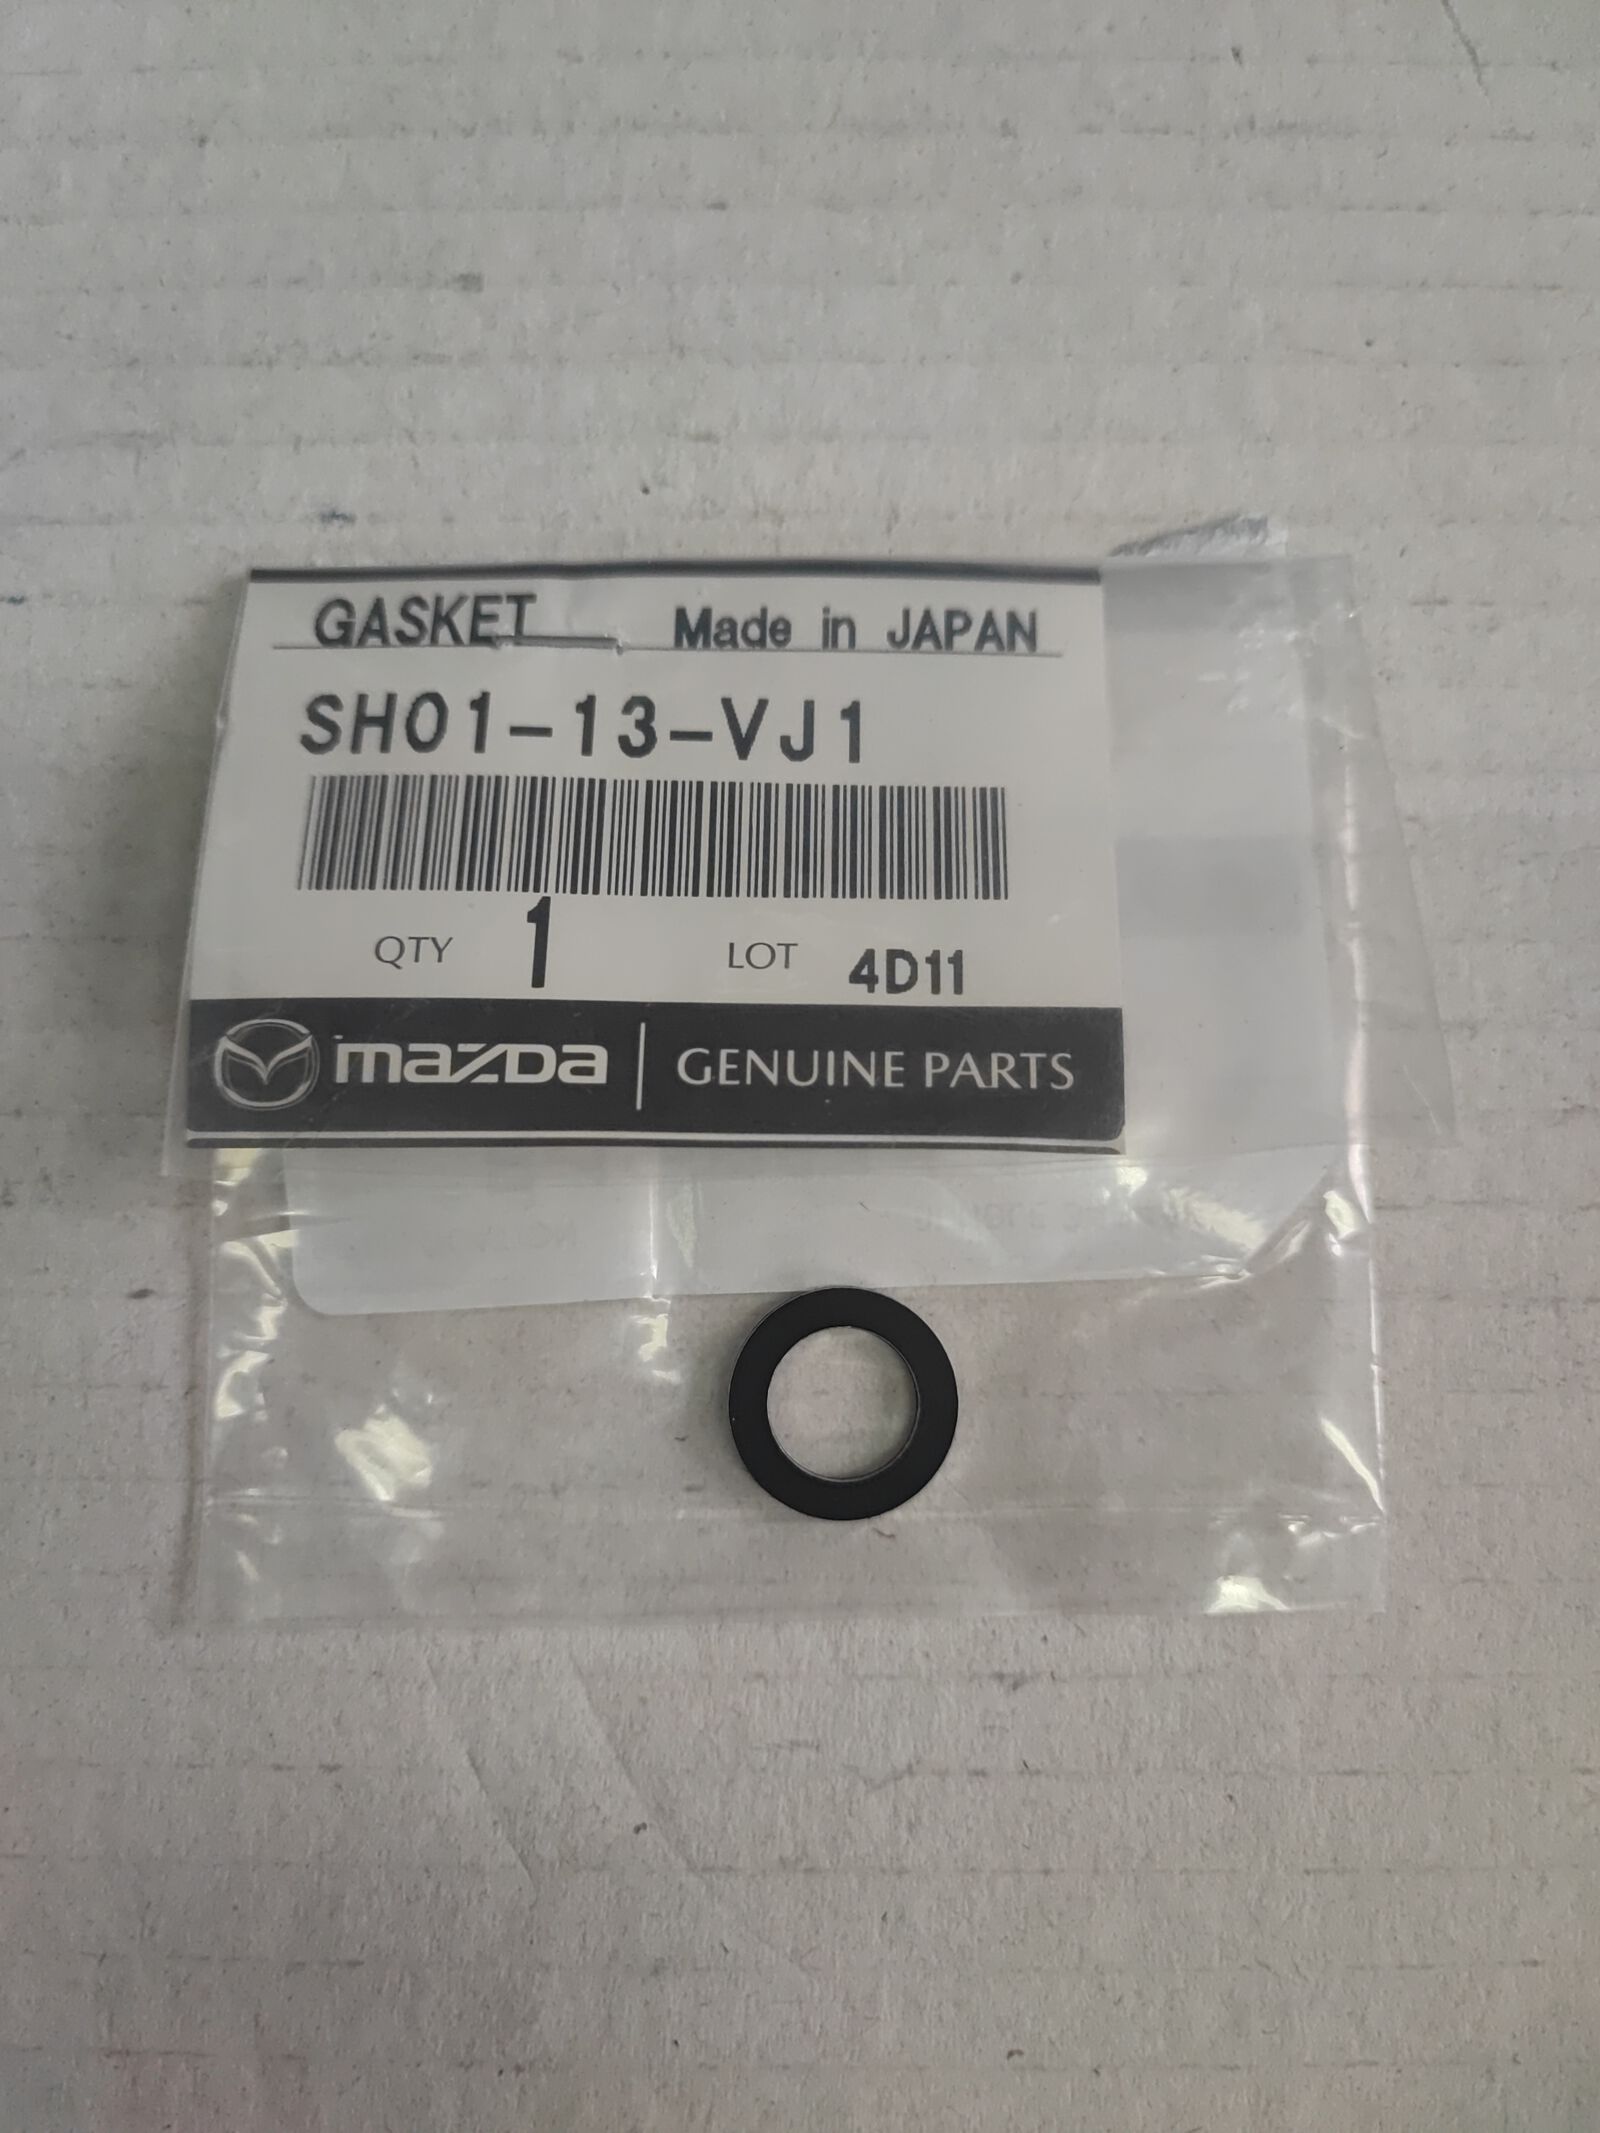 GASKET Made in JAPAN
SH01-13-VJ1
QTY 1 LOT 4D11
mazda | GENUINE PARTS